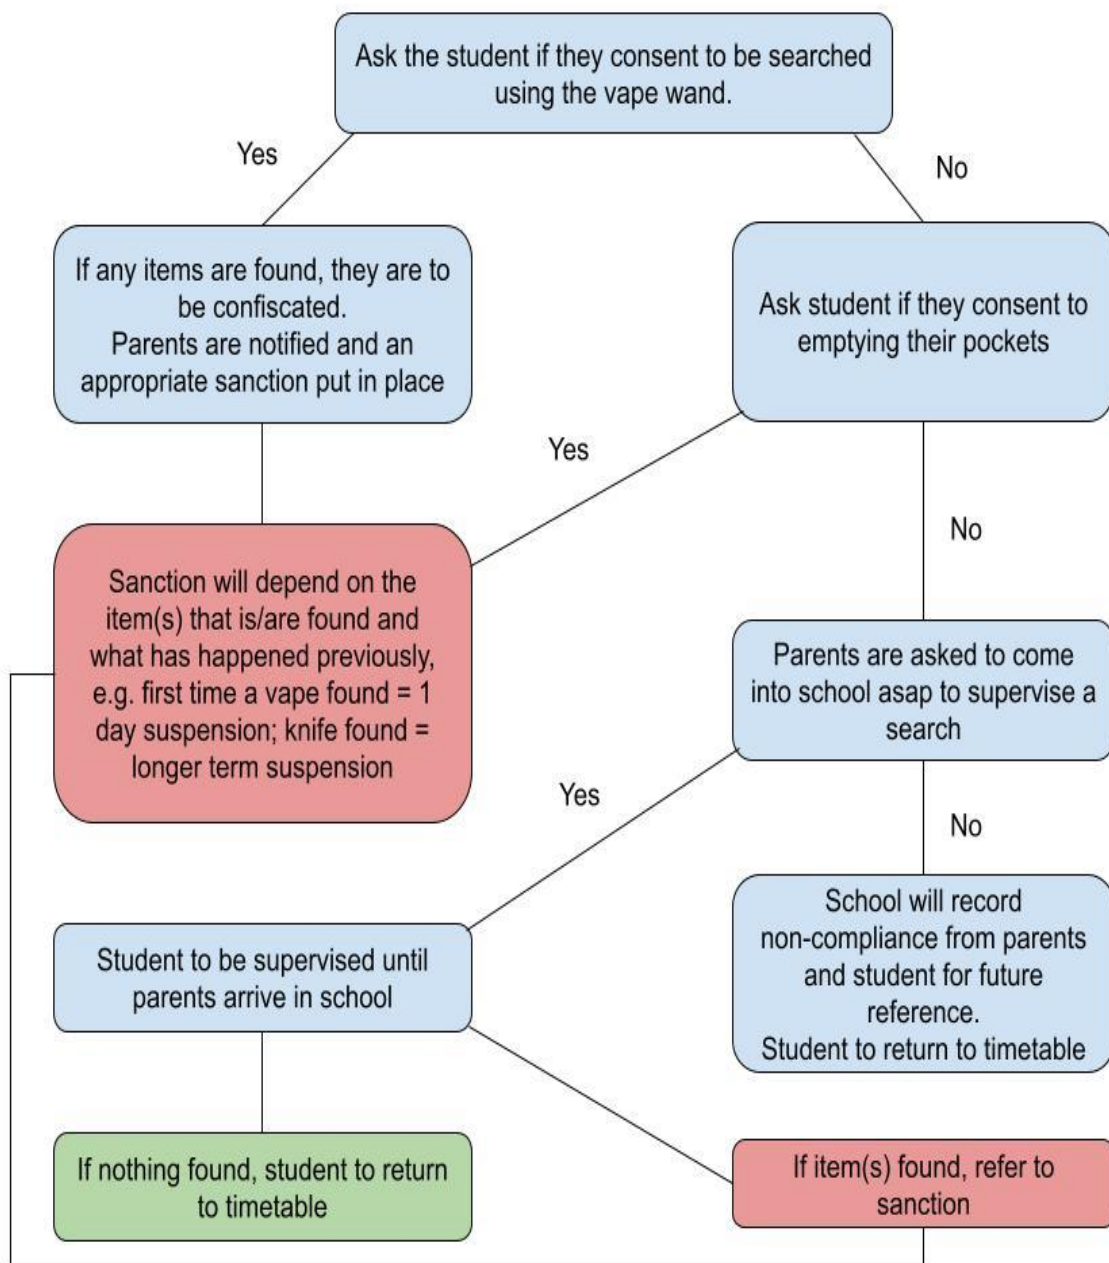 Ask the student if they consent to be searched
using the vape wand.
Yes
No
If any items are found, they are to
be confiscated.
Parents are notified and an
appropriate sanction put in place
Ask student if they consent to
emptying their pockets
Yes
No
Sanction will depend on the
item(s) that is/are found and
what has happened previously,
e.g. first time a vape found = 1
day suspension; knife found =
longer term suspension
Parents are asked to come
into school asap to supervise a
search
Yes
No
Student to be supervised until
parents arrive in school
School will record
non-compliance from parents
and student for future
reference.
Student to return to timetable
If nothing found, student to return
to timetable
If item(s) found, refer to
sanction